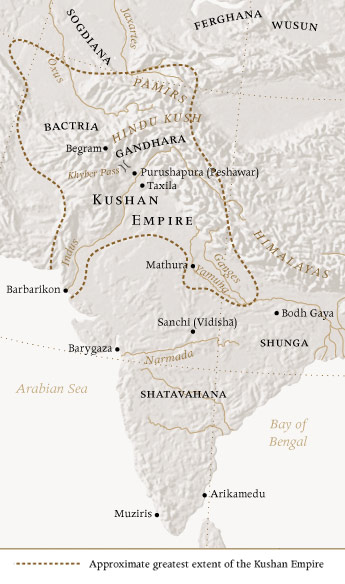 FERGHANA
WUSUN
SOGDIANA
Jaxartes
Oxus
PAMIRS
BACTRIA
HINDU KUSH
Begram
GANDHARA
Khyber Pass
Purushapura (Peshawar)
Taxila
KUSHAN
EMPIRE
HIMALAYAS
Indus
Mathura
Ganges
Yamuna
Barbarikon
Bodh Gaya
Sanchi (Vidisha)
SHUNGA
Barygaza
Narmada
Arabian Sea
SHATAVAHANA
Bay of
Bengal
Arikamedu
Muziris
Approximate greatest extent of the Kushan Empire